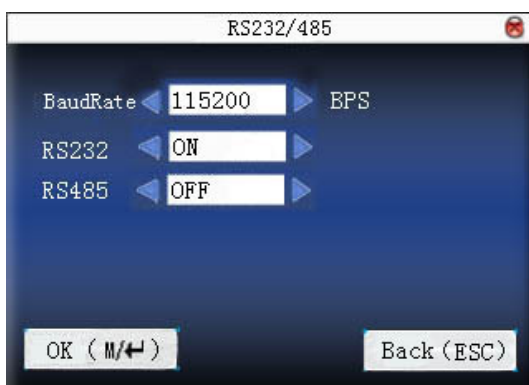 RS232/485
BaudRate 115200 BPS
RS232 ON
RS485 OFF
OK (M/↵) Back(ESC)